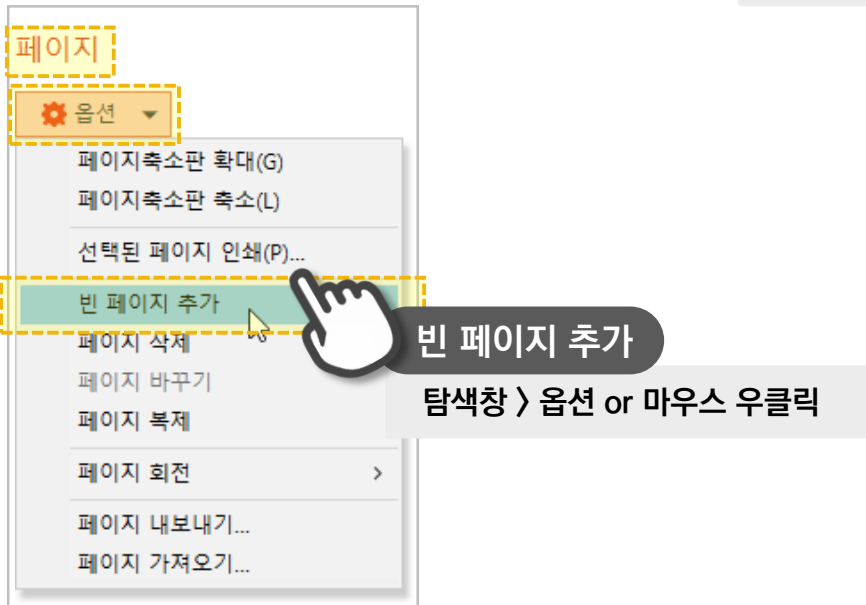 페이지
옵션
페이지축소판 확대(G)
페이지축소판 축소(L)
선택된 페이지 인쇄(P)...
빈 페이지 추가
페이지 삭제
페이지 바꾸기
페이지 복제
페이지 회전
페이지 내보내기...
페이지 가져오기...
빈 페이지 추가
탐색창 > 옵션 or 마우스 우클릭